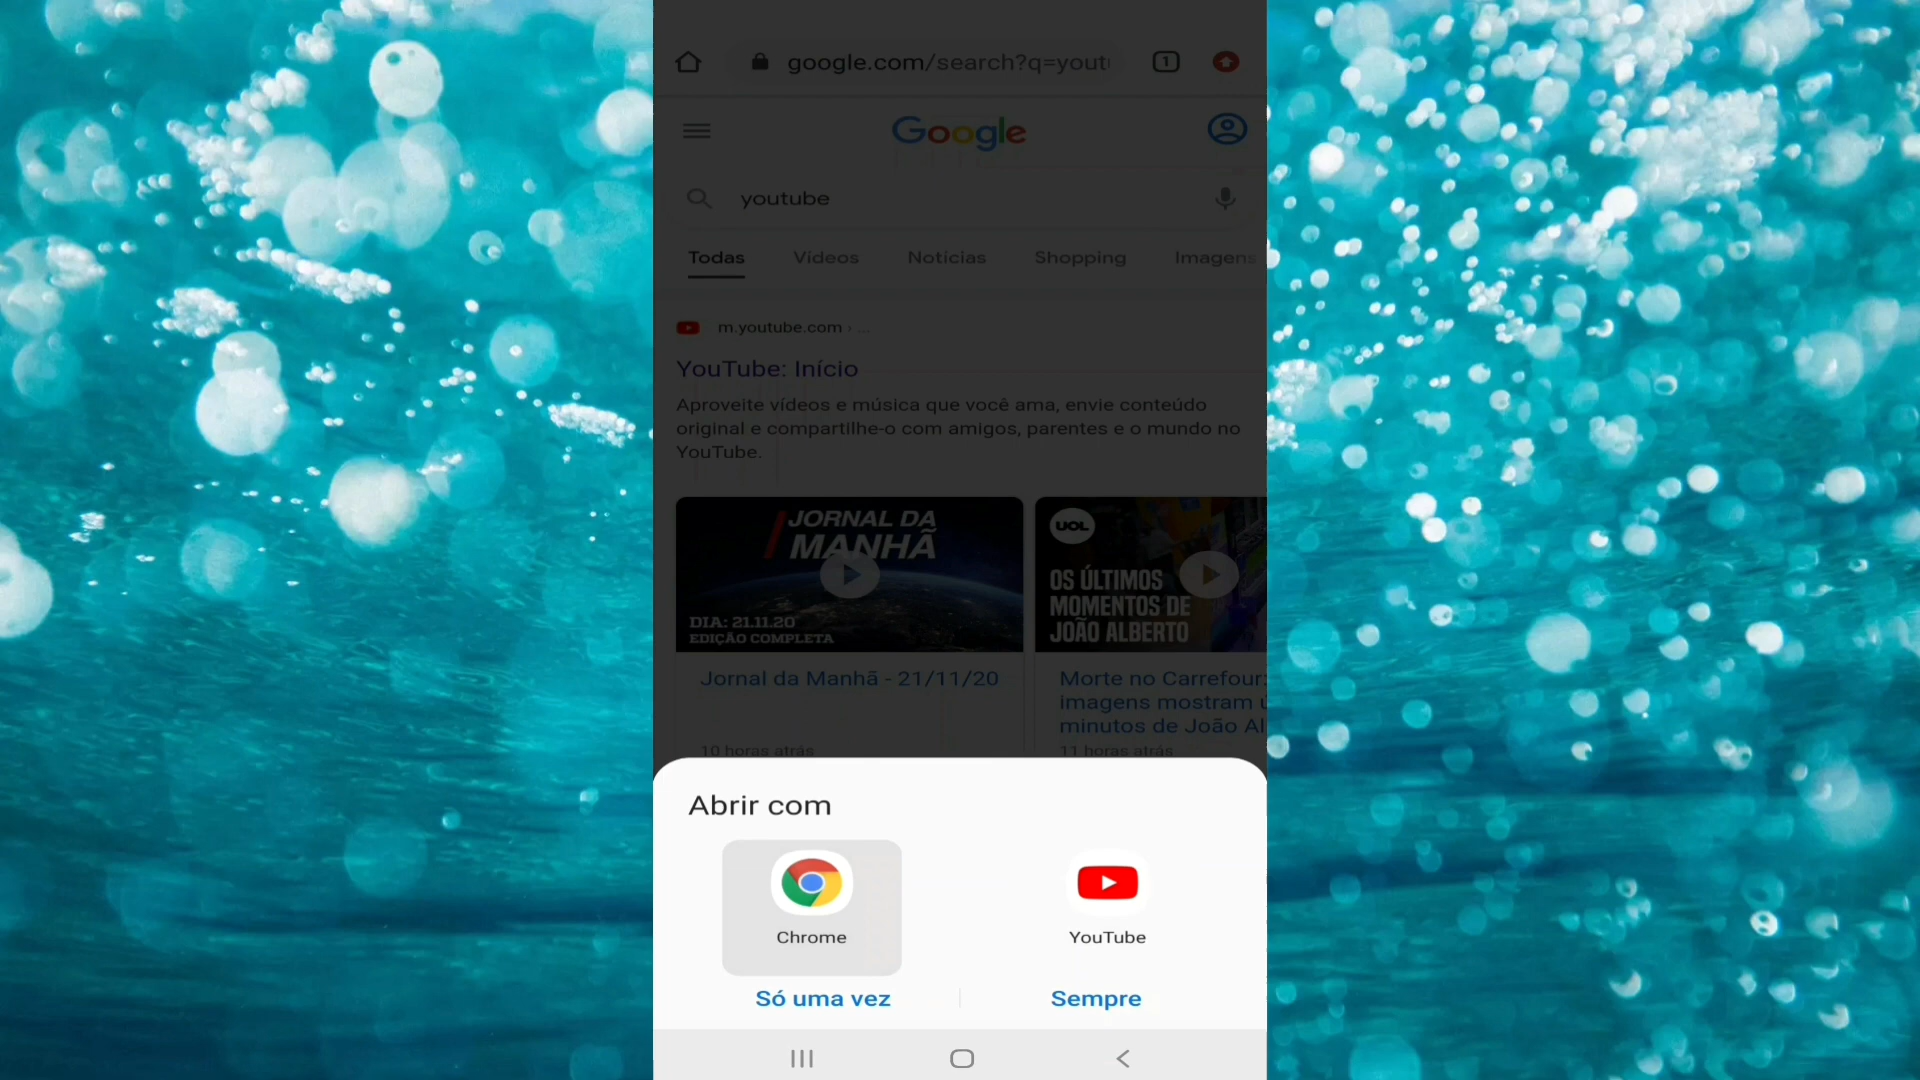 google.com/search?q=yout
1
Google
youtube
Todas Vídeos Notícias Shopping Imagens
m.youtube.com › ...
YouTube: Início
Aproveite vídeos e música que você ama, envie conteúdo
original e compartilhe-o com amigos, parentes e o mundo no
YouTube.
JORNAL DA
MANHÃ
DIA: 21.11.20
EDIÇÃO COMPLETA
UOL
OS ÚLTIMOS
MOMENTOS DE
JOÃO ALBERTO
Jornal da Manhã - 21/11/20
10 horas atrás
Morte no Carrefour:
imagens mostram
minutos de João Al
11 horas atrás
Abrir com
Chrome
YouTube
Só uma vez
Sempre